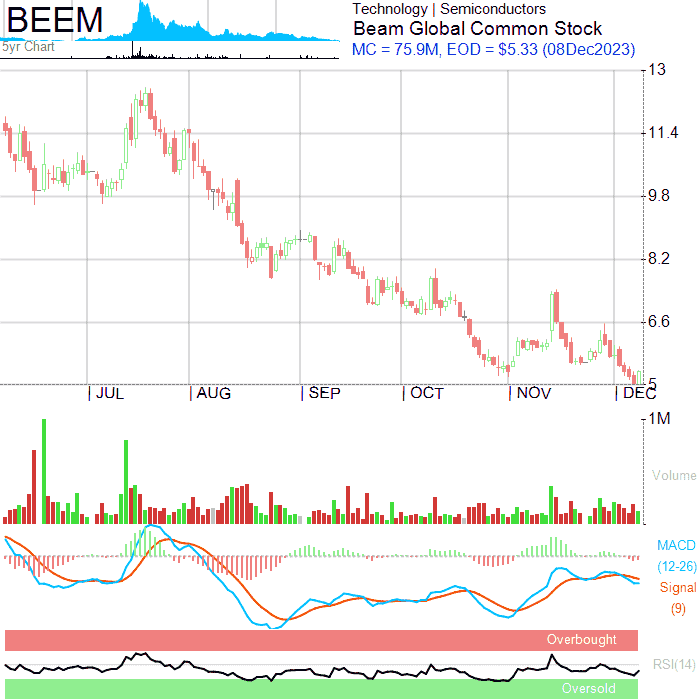 BEEM
5yr Chart
Technology | Semiconductors
Beam Global Common Stock
MC = 75.9M, EOD = $5.33 (08Dec2023)
13
11.4
9.8
8.2
6.6
5
JUL
AUG
SEP
OCT
NOV
DEC
1M
Volume
MACD
(12-26)
Signal
(9)
Overbought
RSI(14)
Oversold